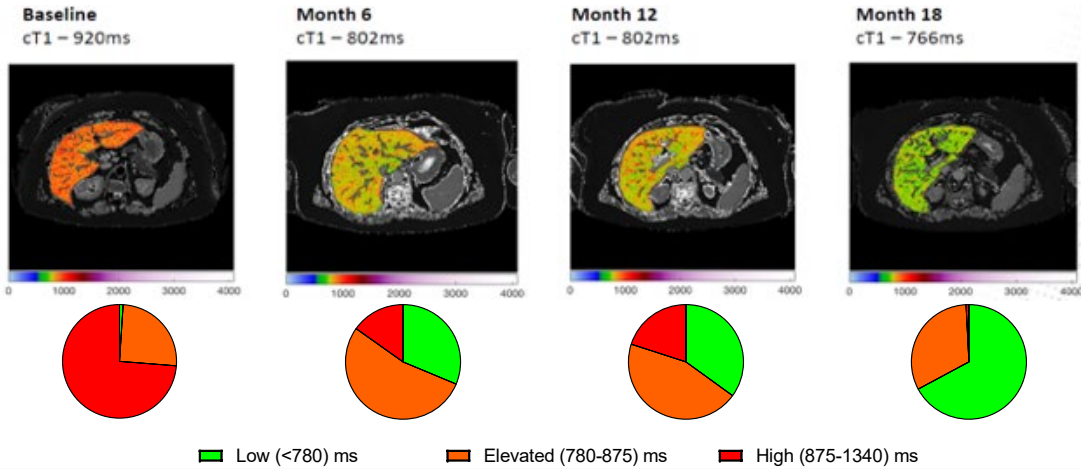 Baseline
cT1 – 920ms
Month 6
cT1 – 802ms
Month 12
cT1 – 802ms
Month 18
cT1 – 766ms
0 1000 2000 3000 4000
0 1000 2000 3000 4000
0 1000 2000 3000 4000
0 1000 2000 3000 4000
Low (<780) ms
Elevated (780-875) ms
High (875-1340) ms